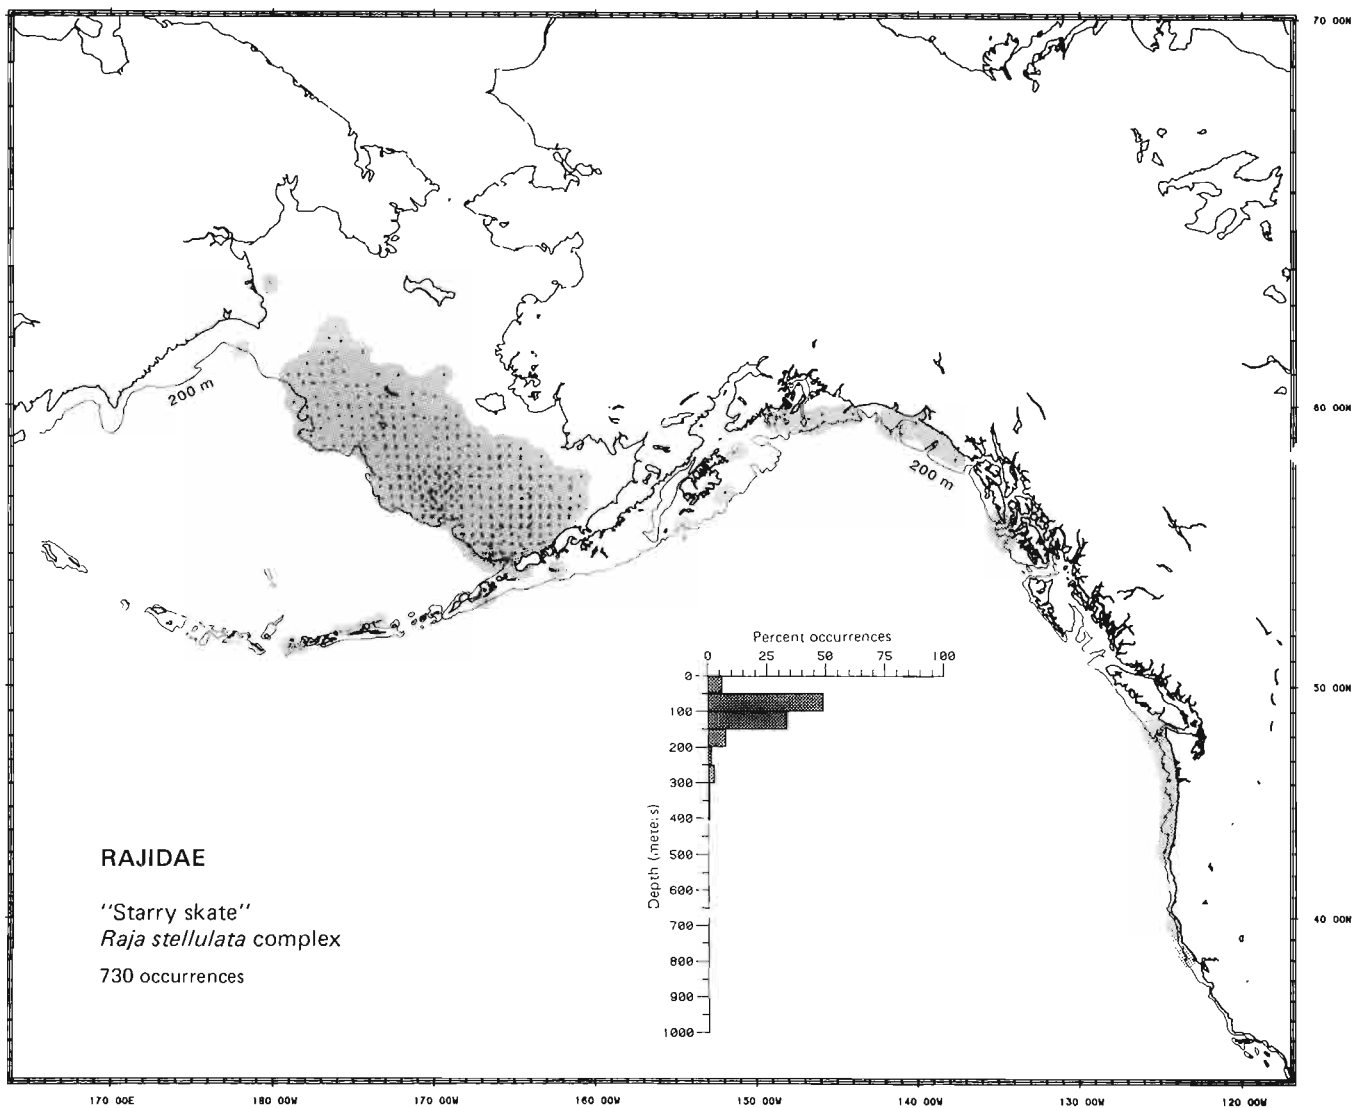 70 00N
200 m
60 00N
200 m
Percent occurrences
0 25 50 75 100
50 00N
0
100
200
300
400
500
600
700
800
900
1000
Depth (meters)
RAJIDAE
"Starry skate"
Raja stellulata complex
730 occurrences
40 00N
170 00E 180 00W 170 00W 160 00W 150 00W 140 00W 130 00W 120 00W